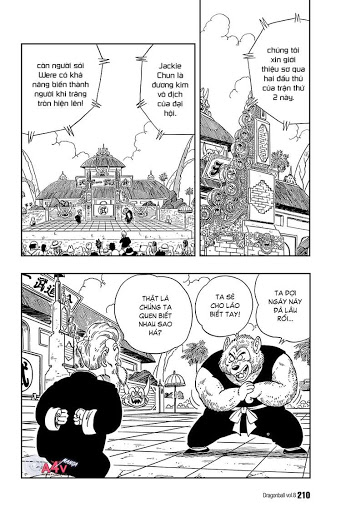 chúng tôi
xin giới
thiệu sơ qua
hai đấu thủ
của trận thứ
2 này.
Jackie
Chun là
đương kim
vô địch
của đại
hội.
còn người sói
Were có khả
năng biến thành
người khi trăng
tròn hiện lên!
TA ĐỢI
NGÀY NÀY
ĐÃ LÂU
RỒI...
TA SẼ
CHO LÃO
BIẾT TAY!
THẾ LÀ
CHÚNG TA
QUEN BIẾT
NHAU SAO
HẢ?
A4V
MANGA
Dragonball vol.8 210